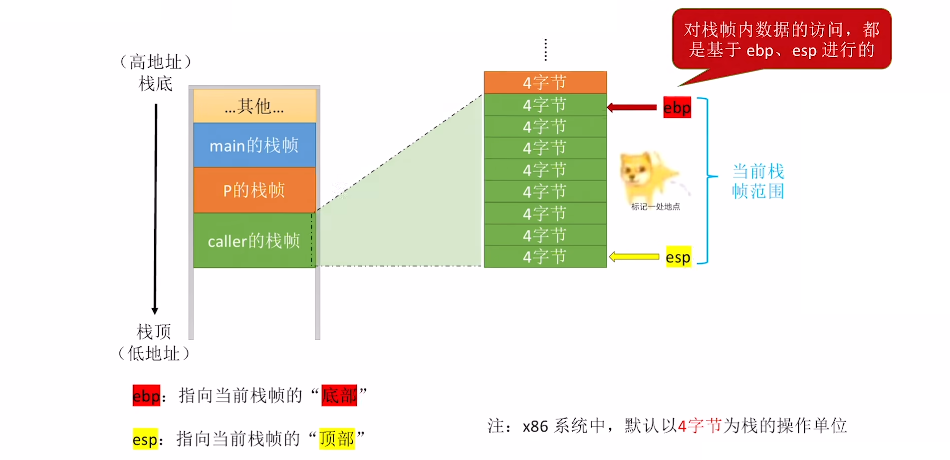 对栈帧内数据的访问，都
是基于 ebp、esp 进行的
（高地址）
栈底
…其他…
main的栈帧
P的栈帧
caller的栈帧
栈顶
（低地址）
4字节
4字节
4字节
4字节
4字节
4字节
4字节
4字节
4字节
ebp
标记一处地点
esp
当前栈
帧范围
ebp：指向当前栈帧的“底部”
esp：指向当前栈帧的“顶部”
注：x86 系统中，默认以4字节为栈的操作单位